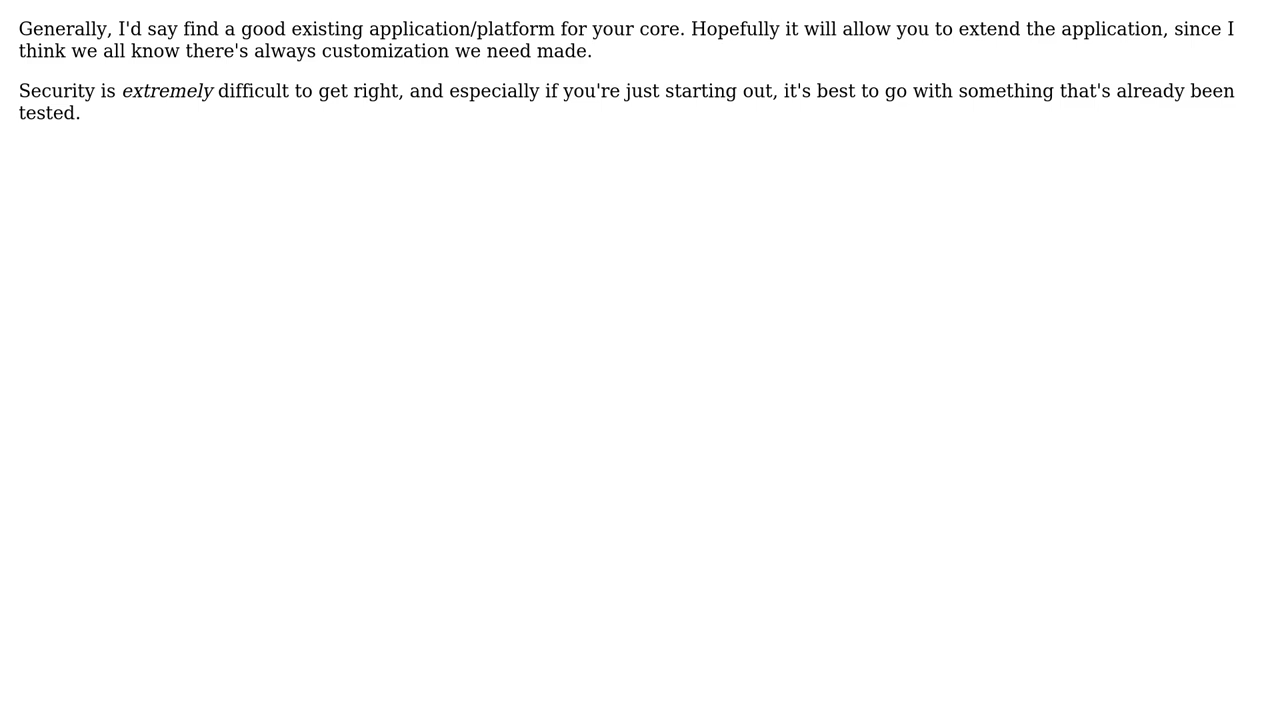 Generally, I'd say find a good existing application/platform for your core. Hopefully it will allow you to extend the application, since I
think we all know there's always customization we need made.
Security is extremely difficult to get right, and especially if you're just starting out, it's best to go with something that's already been
tested.